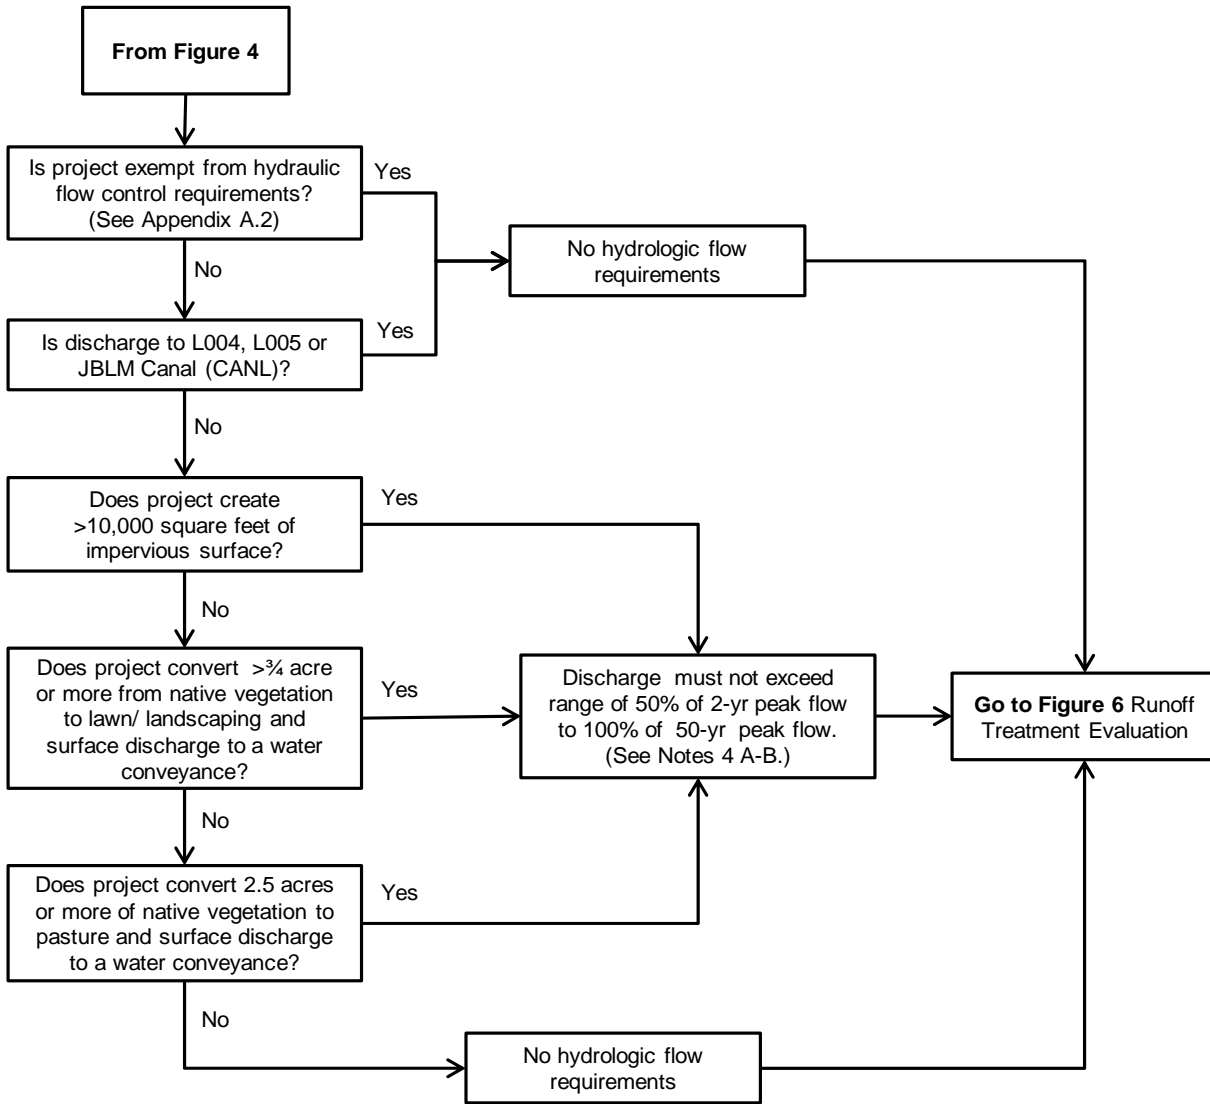 From Figure 4
Is project exempt from hydraulic
flow control requirements?
(See Appendix A.2)
Yes
No
No hydrologic flow
requirements
Is discharge to L004, L005 or
JBLM Canal (CANL)?
Yes
No
Does project create
>10,000 square feet of
impervious surface?
Yes
No
Does project convert >¾ acre
or more from native vegetation
to lawn/ landscaping and
surface discharge to a water
conveyance?
Yes
No
Discharge must not exceed
range of 50% of 2-yr peak flow
to 100% of 50-yr peak flow.
(See Notes 4 A-B.)
Go to Figure 6 Runoff
Treatment Evaluation
Does project convert 2.5 acres
or more of native vegetation to
pasture and surface discharge
to a water conveyance?
Yes
No
No hydrologic flow
requirements